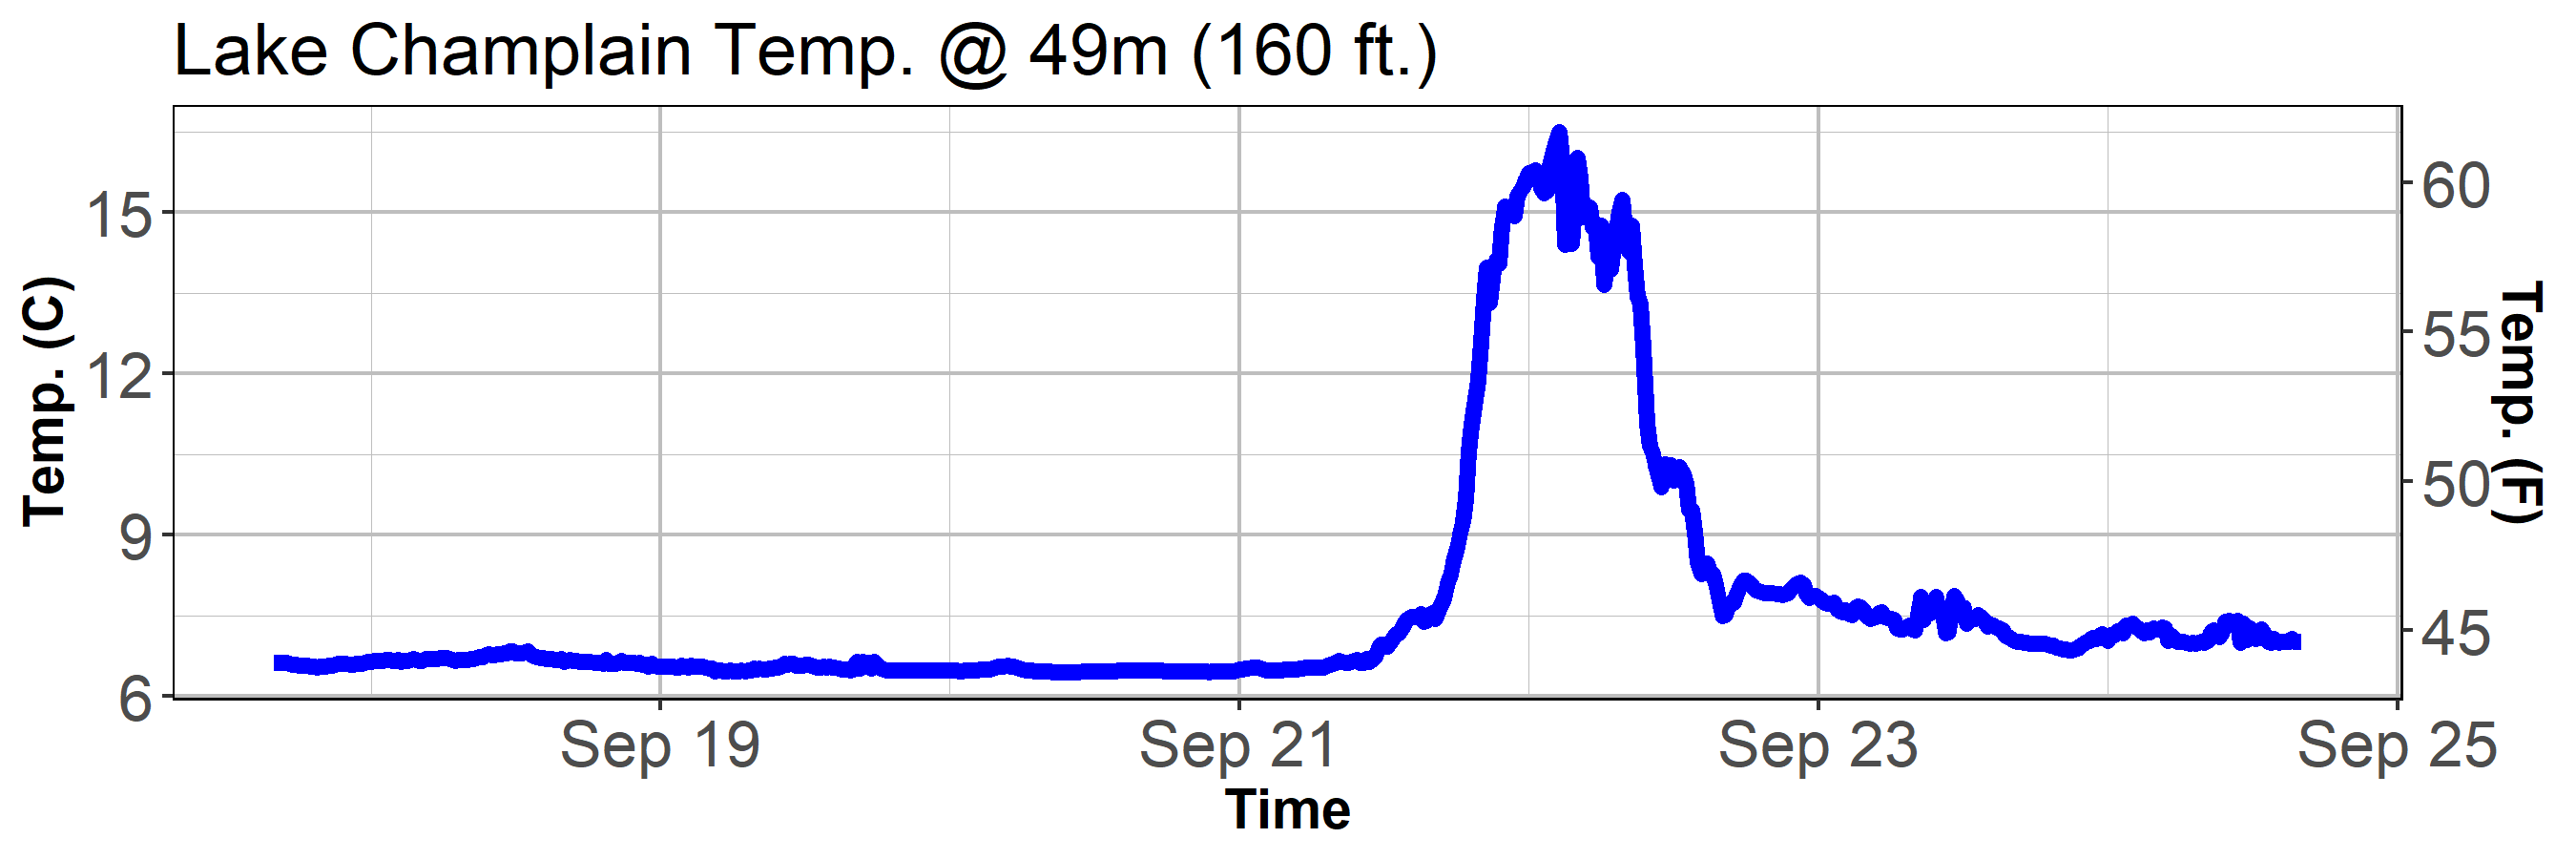 Lake Champlain Temp. @ 49m (160 ft.)
Temp. (C)
15
12
9
6
60
55
50
45
Temp. (F)
Sep 19 Sep 21 Sep 23 Sep 25
Time